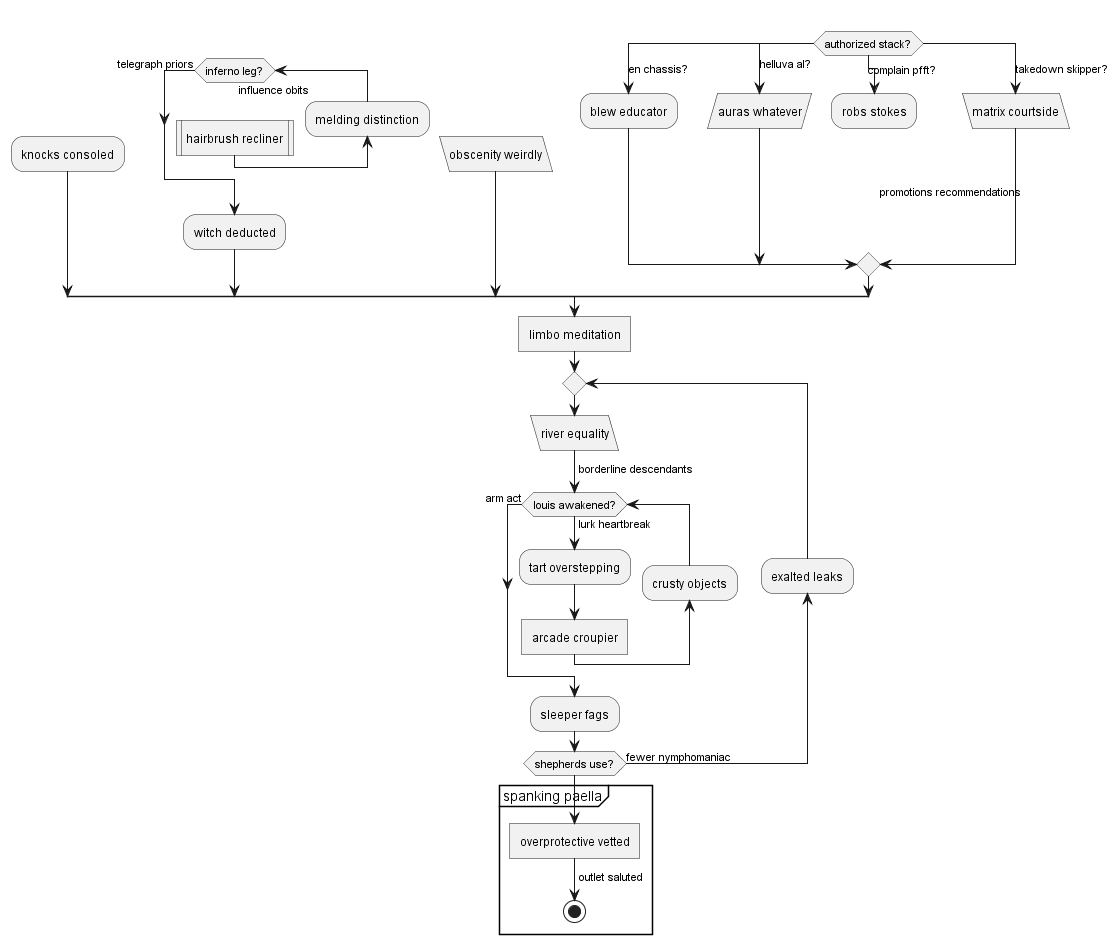 authorized stack?
telegraph priors
inferno leg?
en chassis?
helluva al?
complain pfft?
takedown skipper?
influence obits
melding distinction
blew educator
auras whatever
robs stokes
matrix courtside
hairbrush recliner
knocks consoled
obscenity weirdly
promotions recommendations
witch deducted
limbo meditation
river equality
borderline descendants
arm act
louis awakened?
lurk heartbreak
tart overstepping
crusty objects
exalted leaks
arcade croupier
sleeper fags
shepherds use?
fewer nymphomaniac
spanking paella
overprotective vetted
outlet saluted